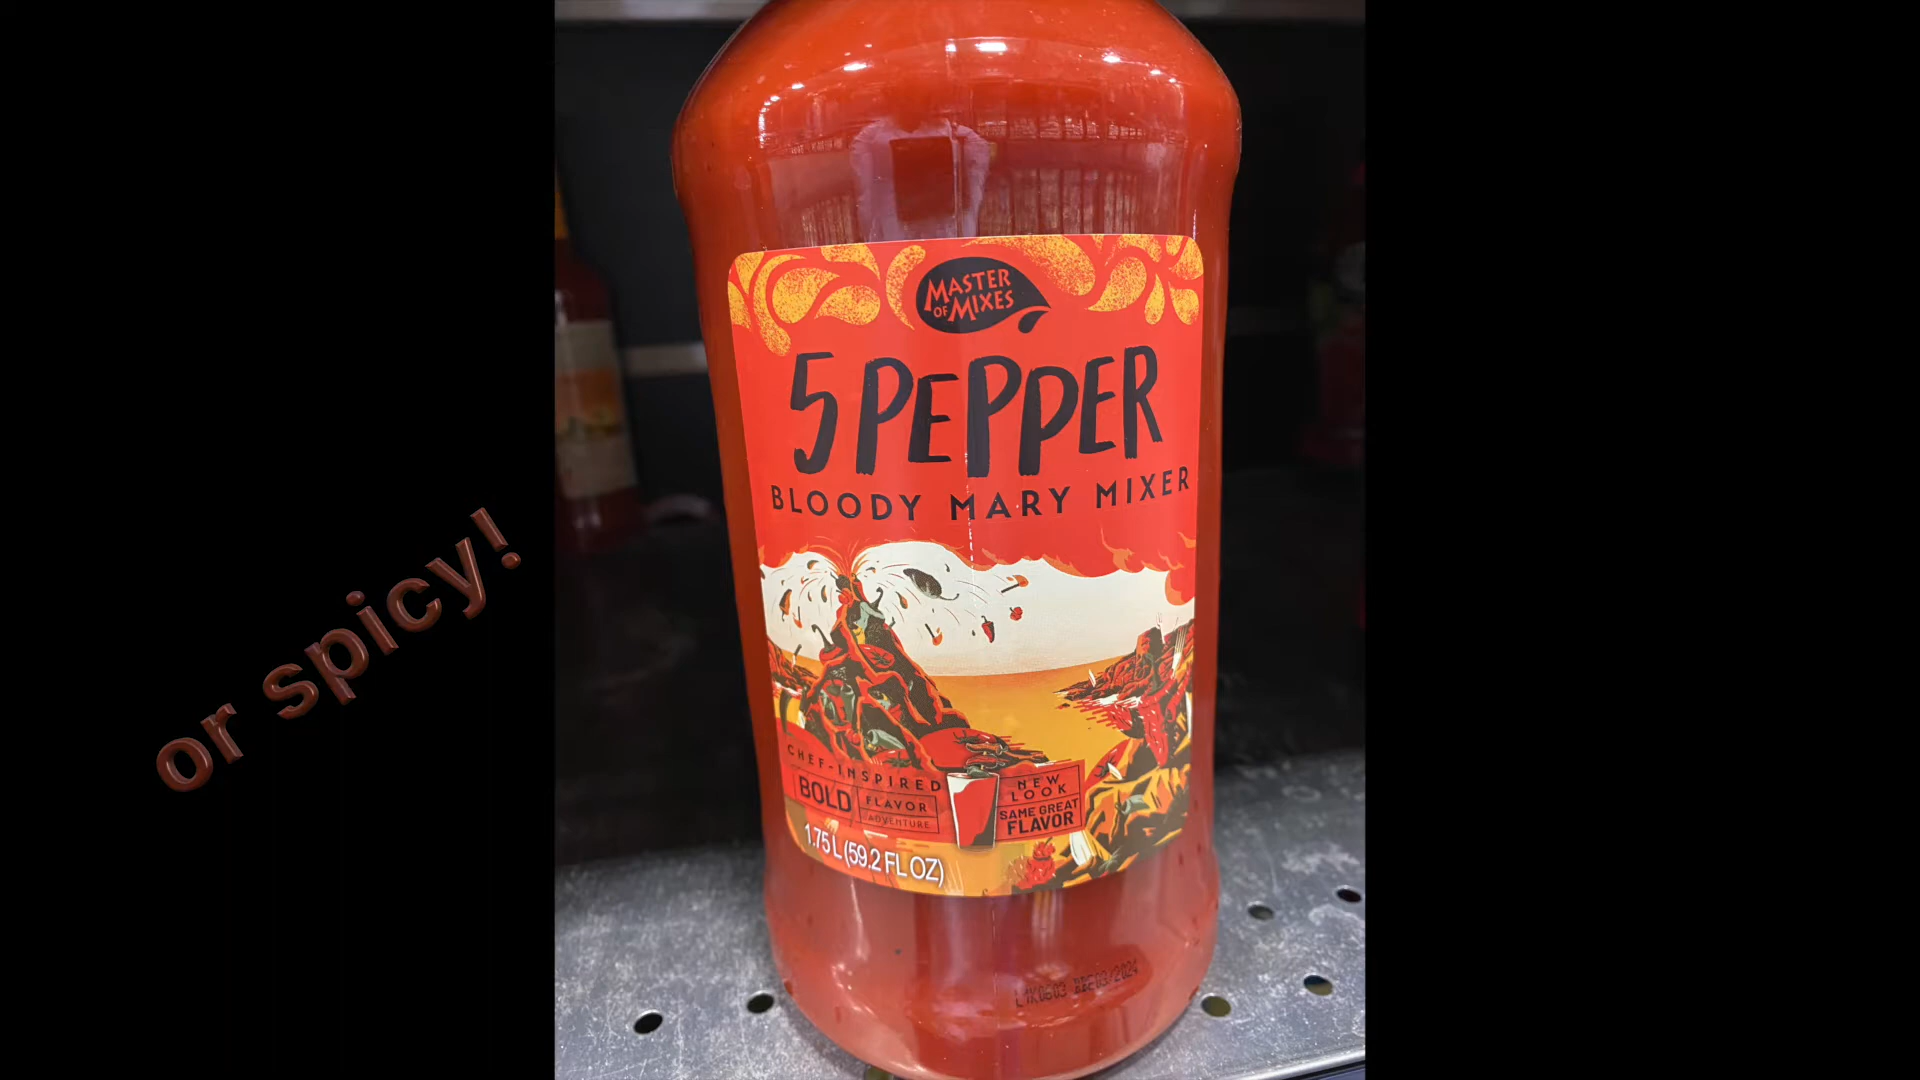 or spicy!
MASTER
OF MIXES
5 PEPPER
BLOODY MARY MIXER
CHEF-INSPIRED
BOLD FLAVOR
ADVENTURE
NEW
LOOK
SAME GREAT
FLAVOR
1.75 L (59.2 FL OZ)